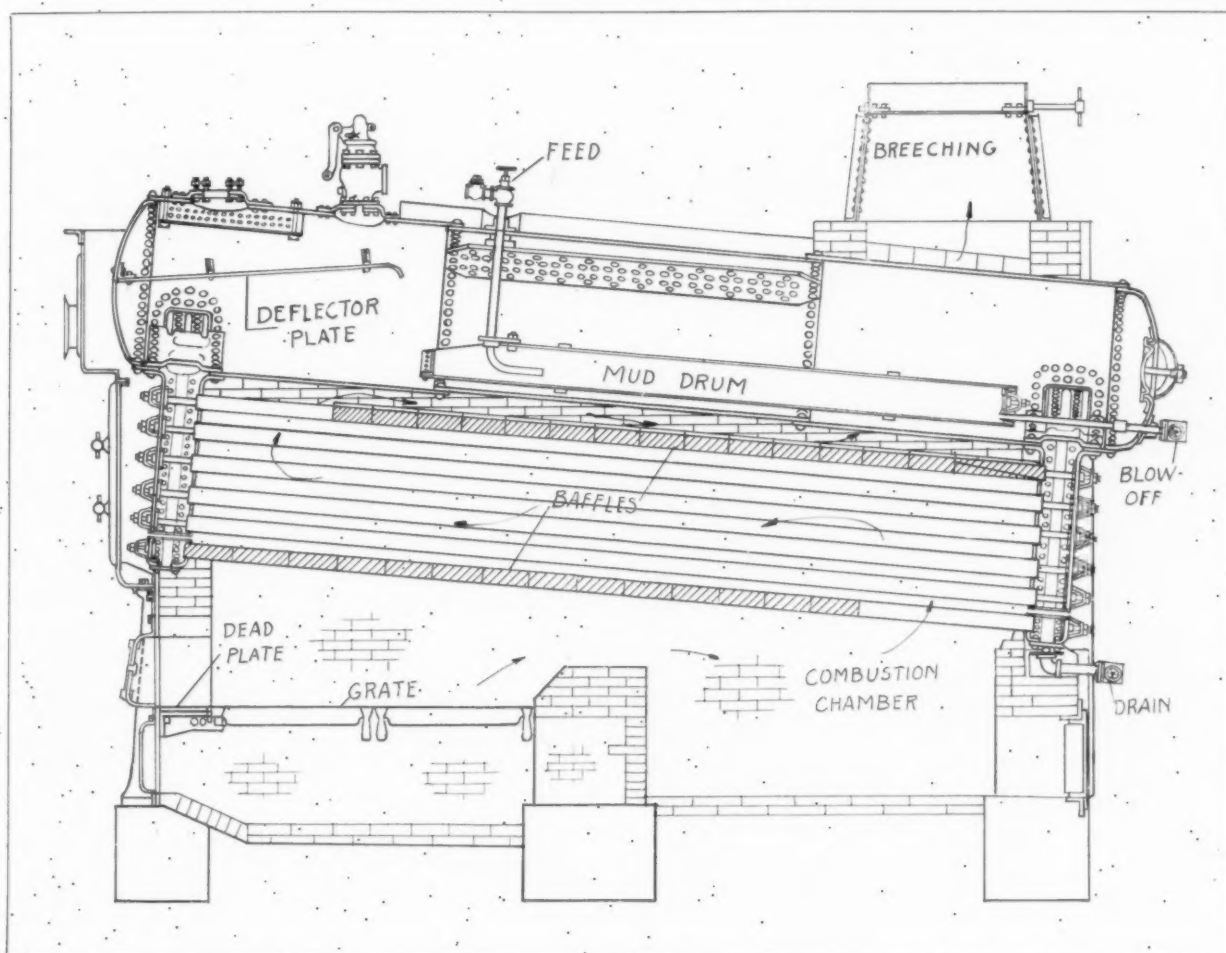 FEED
BREECHING
DEFLECTOR
PLATE
MUD DRUM
BLOW-
OFF
BAFFLES
DEAD
PLATE
GRATE
COMBUSTION
CHAMBER
DRAIN